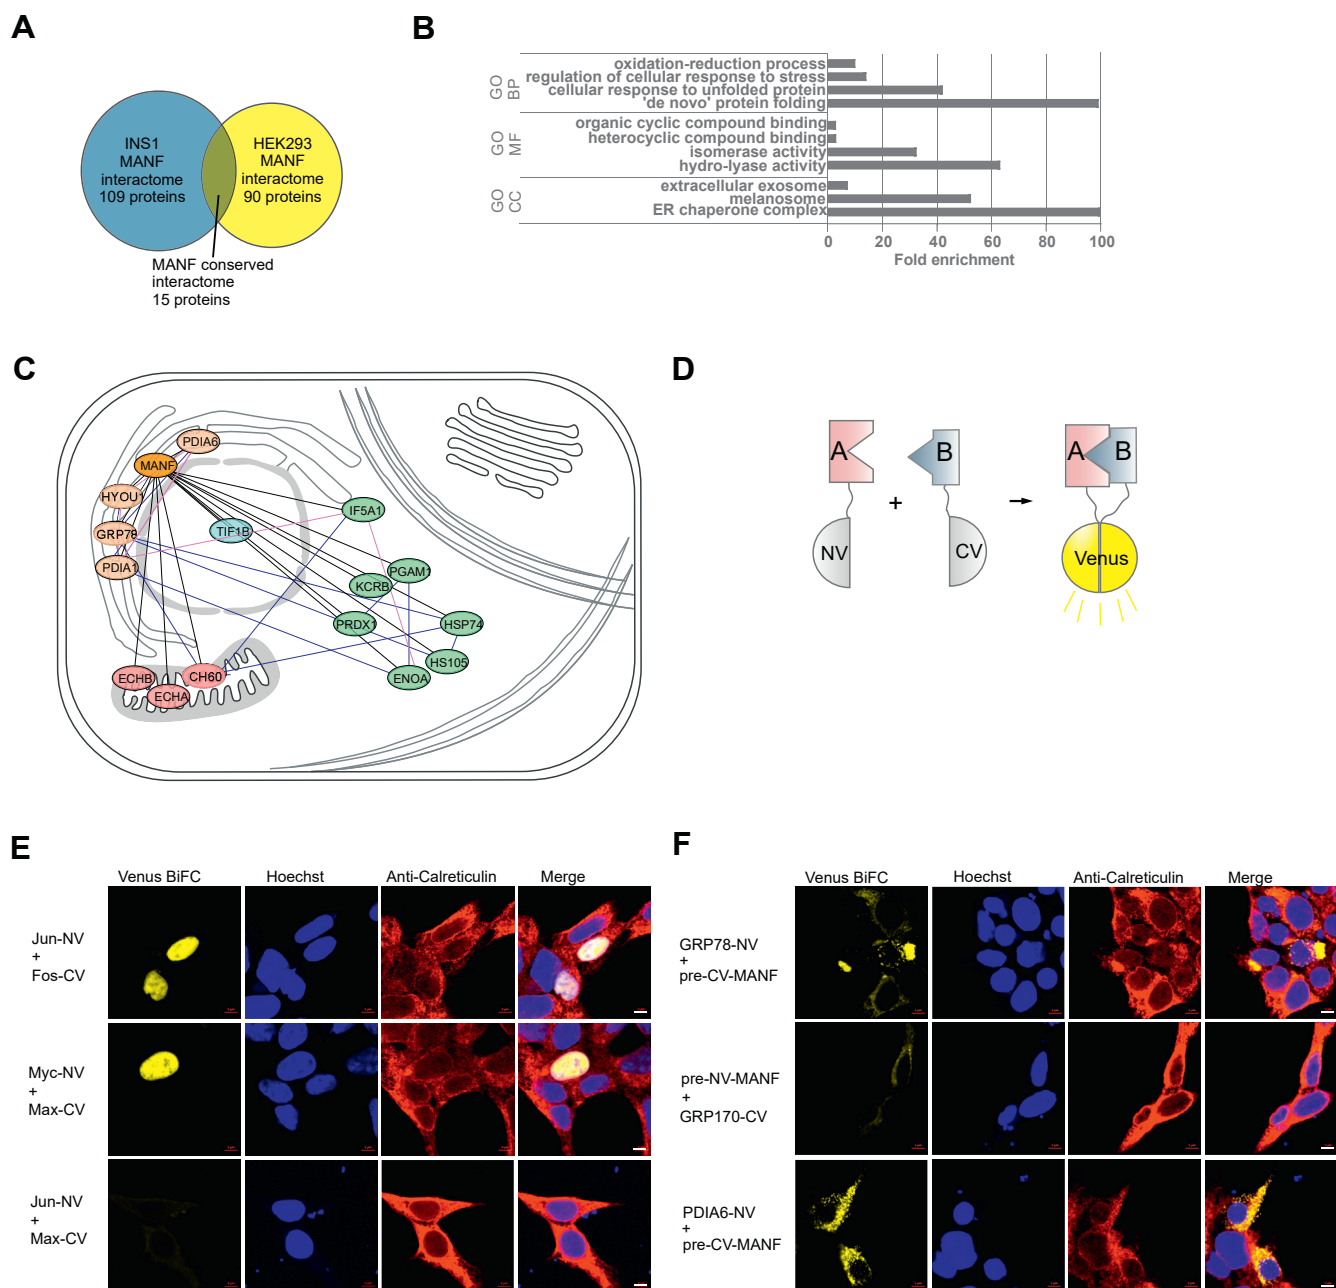 A
INS1
MANF
interactome
109 proteins
HEK293
MANF
interactome
90 proteins
MANF conserved
interactome
15 proteins
B
GO
BP
oxidation-reduction process
regulation of cellular response to stress
cellular response to unfolded protein
'de novo' protein folding
GO
MF
organic cyclic compound binding
heterocyclic compound binding
isomerase activity
hydro-lyase activity
GO
CC
extracellular exosome
melanosome
ER chaperone complex
0 20 40 60 80 100
Fold enrichment
C
PDIA6
MANF
HYOU1
GRP78
PDIA1
TIF1B
IF5A1
PGAM1
KCRB
PRDX1
HSP74
HS105
ENOA
CH60
ECHB
ECHA
D
A
B
NV
+
CV
A B
Venus
E
Venus BiFC Hoechst Anti-Calreticulin Merge
Jun-NV
+
Fos-CV
Myc-NV
+
Max-CV
Jun-NV
+
Max-CV
F
Venus BiFC Hoechst Anti-Calreticulin Merge
GRP78-NV
+
pre-CV-MANF
pre-NV-MANF
+
GRP170-CV
PDIA6-NV
+
pre-CV-MANF